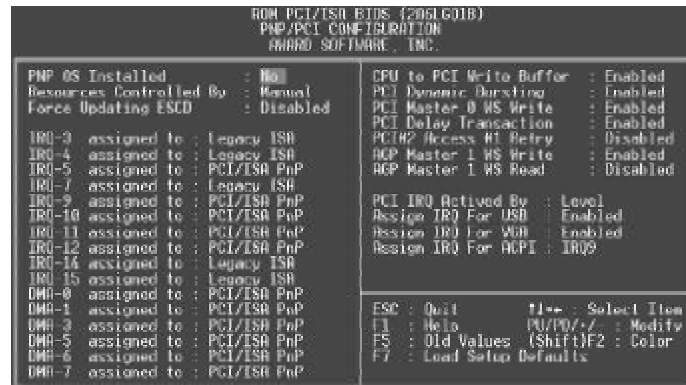 ROM PCI/ISA BIOS (2A6LG01B)
PNP/PCI CONFIGURATION
AWARD SOFTWARE, INC.
PNP OS Installed : No
Resources Controlled By : Manual
Force Updating ESCD : Disabled
IRQ-3 assigned to : Legacy ISA
IRQ-4 assigned to : Legacy ISA
IRQ-5 assigned to : PCI/ISA PnP
IRQ-7 assigned to : Legacy ISA
IRQ-9 assigned to : PCI/ISA PnP
IRQ-10 assigned to : PCI/ISA PnP
IRQ-11 assigned to : PCI/ISA PnP
IRQ-12 assigned to : PCI/ISA PnP
IRQ-14 assigned to : Legacy ISA
IRQ-15 assigned to : Legacy ISA
DMA-0 assigned to : PCI/ISA PnP
DMA-1 assigned to : PCI/ISA PnP
DMA-3 assigned to : PCI/ISA PnP
DMA-5 assigned to : PCI/ISA PnP
DMA-6 assigned to : PCI/ISA PnP
DMA-7 assigned to : PCI/ISA PnP
CPU to PCI Write Buffer : Enabled
PCI Dynamic Bursting : Enabled
PCI Master 0 WS Write : Enabled
PCI Delay Transaction : Enabled
PCI#2 Access #1 Retry : Disabled
AGP Master 1 WS Write : Enabled
AGP Master 1 WS Read : Disabled
PCI IRQ Actived By : Level
Assign IRQ For USB : Enabled
Assign IRQ For VGA : Enabled
Assign IRQ For ACPI : IRQ9
ESC : Quit ↑↓→← : Select Item
F1 : Help PU/PD/+/- : Modify
F5 : Old Values (Shift)F2 : Color
F7 : Load Setup Defaults